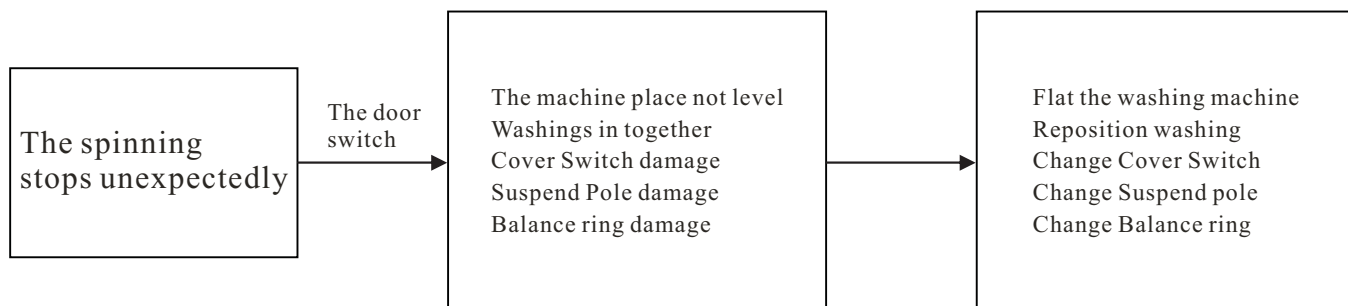 The spinning
stops unexpectedly
The door
switch
The machine place not level
Washings in together
Cover Switch damage
Suspend Pole damage
Balance ring damage
Flat the washing machine
Reposition washing
Change Cover Switch
Change Suspend pole
Change Balance ring